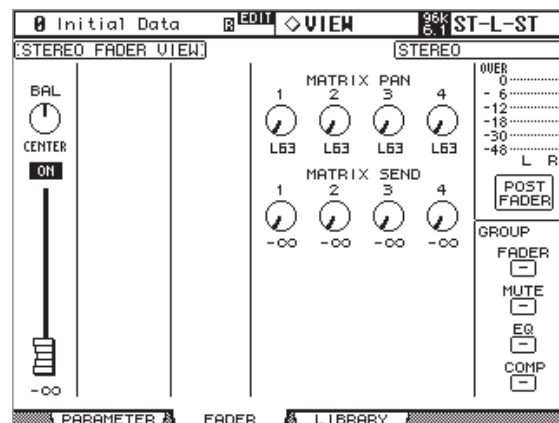 0 Initial Data R EDIT ◇VIEW 96k 6.1 ST-L-ST
STEREO FADER VIEW
STEREO
BAL
CENTER
ON
-∞
MATRIX PAN
1 2 3 4
L63 L63 L63 L63
MATRIX SEND
1 2 3 4
-∞ -∞ -∞ -∞
OVER
0
- 6
-12
-18
-30
-48
L R
POST FADER
GROUP
FADER
-
MUTE
-
EQ
-
COMP
-
PARAMETER FADER LIBRARY